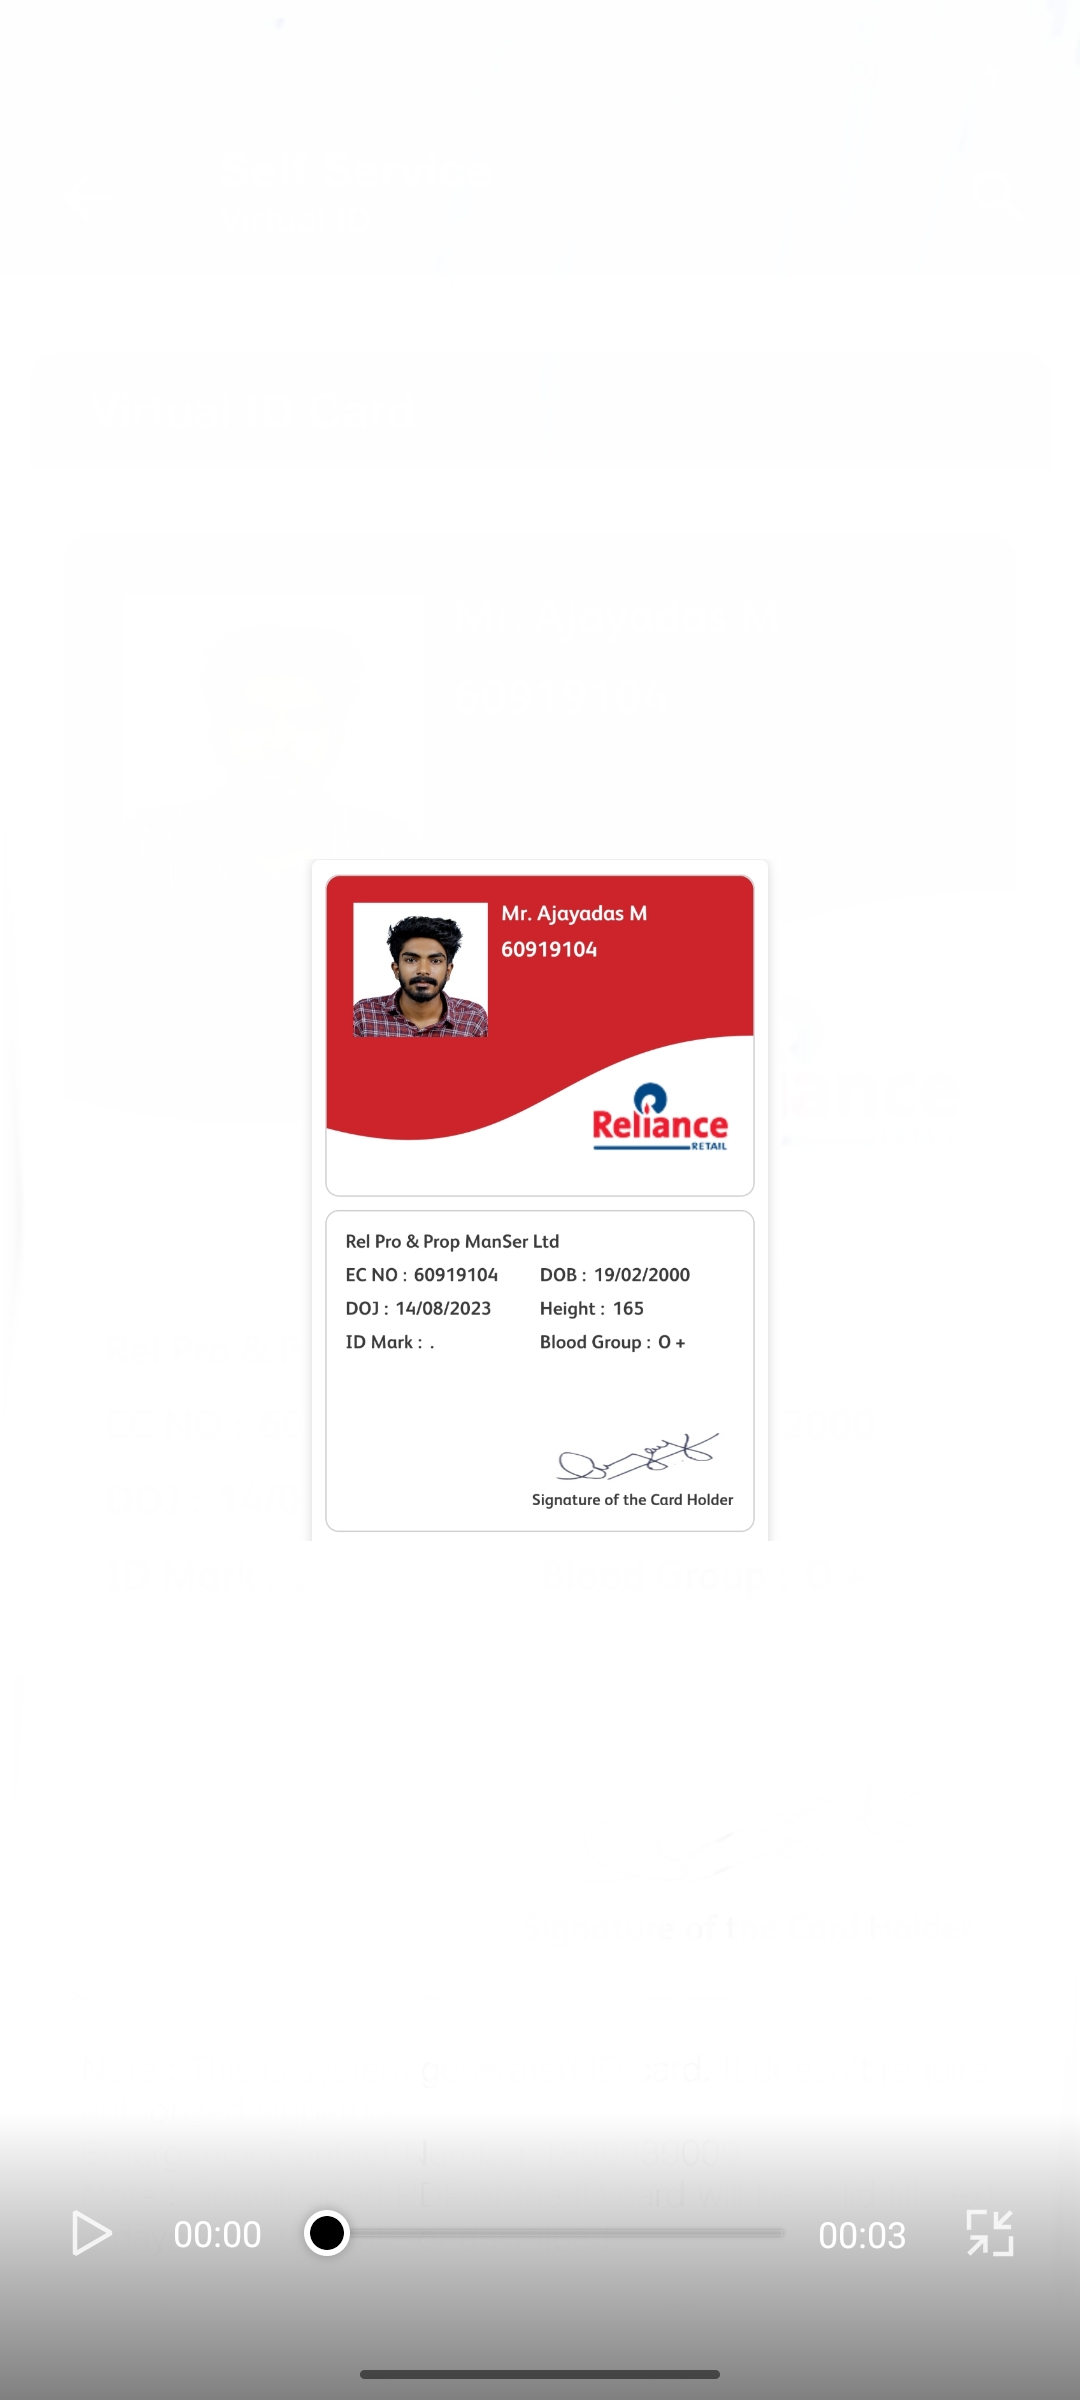 Mr. Ajayadas M
60919104
Reliance
RETAIL
Rel Pro & Prop ManSer Ltd
EC NO : 60919104 DOB : 19/02/2000
DOJ : 14/08/2023 Height : 165
ID Mark : . Blood Group : O +
Signature of the Card Holder
00:00 00:03